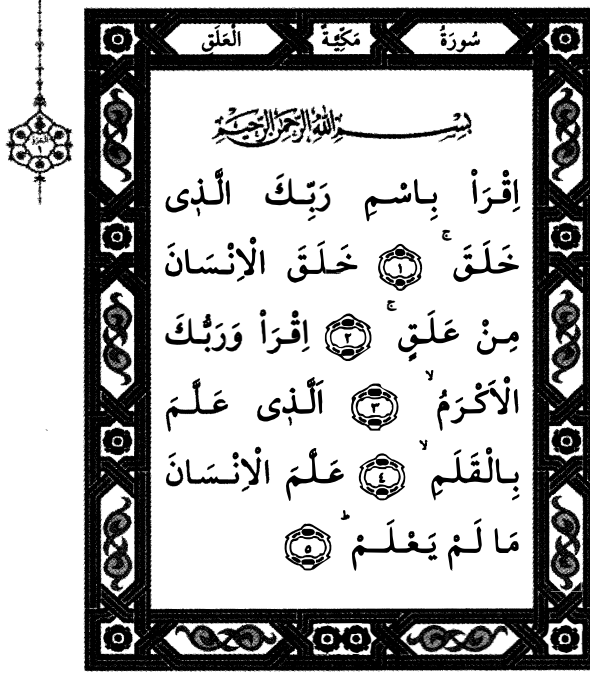 سُورَةُ مَكِّيَّةٌ الْعَلَقِ
بِسْمِ اللّٰهِ الرَّحْمٰنِ الرَّحِيمِ
اِقْرَاْ بِاسْمِ رَبِّكَ الَّذ۪ى
خَلَقَۚ ﴿١﴾ خَلَقَ الْاِنْسَانَ
مِنْ عَلَقٍۚ ﴿٢﴾ اِقْرَاْ وَرَبُّكَ
الْاَكْرَمُۙ ﴿٣﴾ اَلَّذ۪ى عَلَّمَ
بِالْقَلَمِۙ ﴿٤﴾ عَلَّمَ الْاِنْسَانَ
مَا لَمْ يَعْلَمْۜ ﴿٥﴾